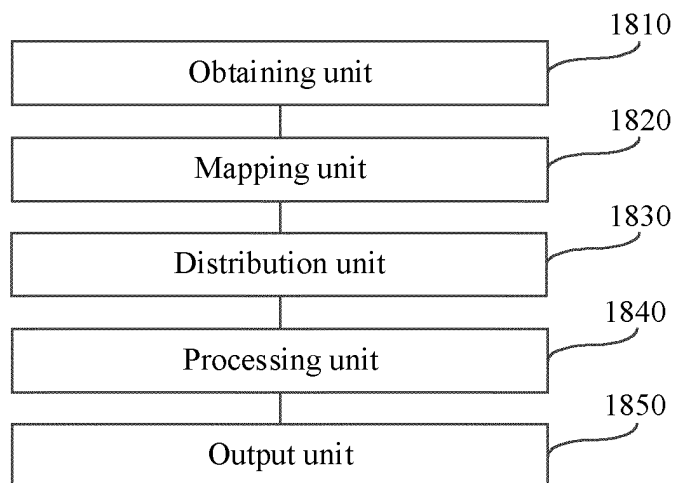 1810
Obtaining unit
1820
Mapping unit
1830
Distribution unit
1840
Processing unit
1850
Output unit